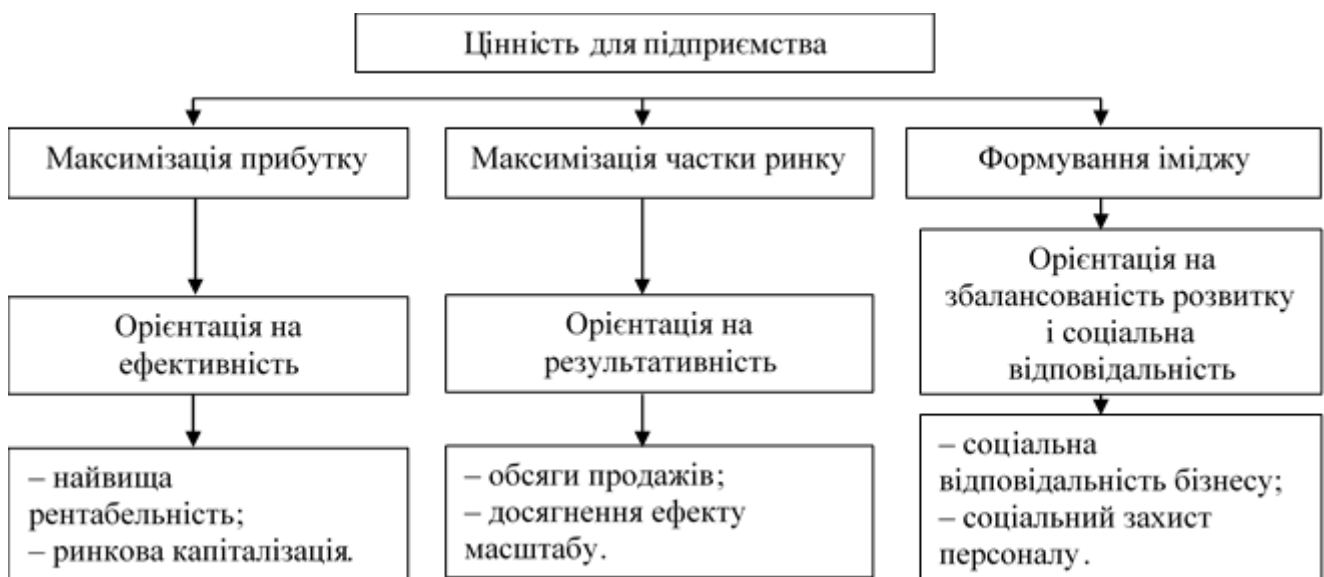 Цінність для підприємства
Максимізація прибутку
Максимізація частки ринку
Формування іміджу
Орієнтація на
ефективність
Орієнтація на
результативність
Орієнтація на
збалансованість розвитку
і соціальна
відповідальність
– найвища
рентабельність;
– ринкова капіталізація.
– обсяги продажів;
– досягнення ефекту
масштабу.
– соціальна
відповідальність бізнесу;
– соціальний захист
персоналу.